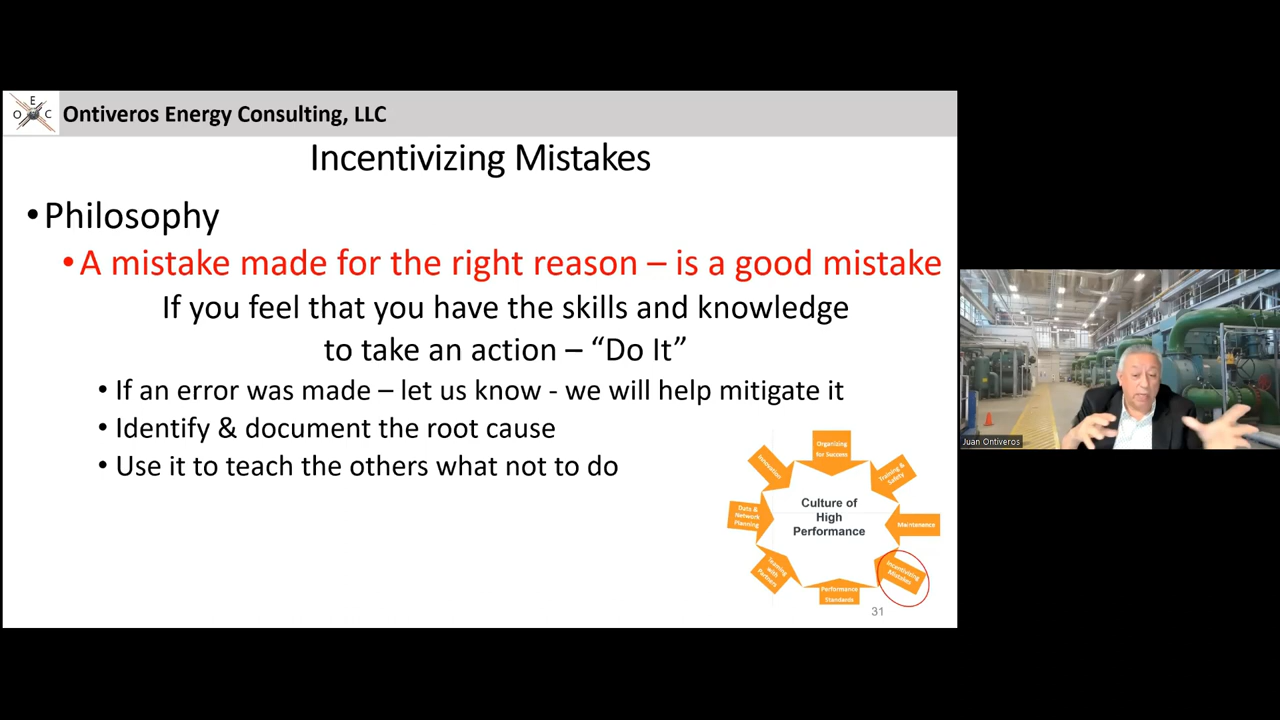 E
O C
Ontiveros Energy Consulting, LLC
Incentivizing Mistakes
•Philosophy
•A mistake made for the right reason – is a good mistake
If you feel that you have the skills and knowledge
to take an action – “Do It”
• If an error was made – let us know - we will help mitigate it
• Identify & document the root cause
• Use it to teach the others what not to do
Organizing
for Success
Innovation
Training &
Safety
Data &
Network
Planning
Culture of
High
Performance
Maintenance
Teaming
with
Partners
Incentivizing
Mistakes
Performance
Standards
31
Juan Ontiveros